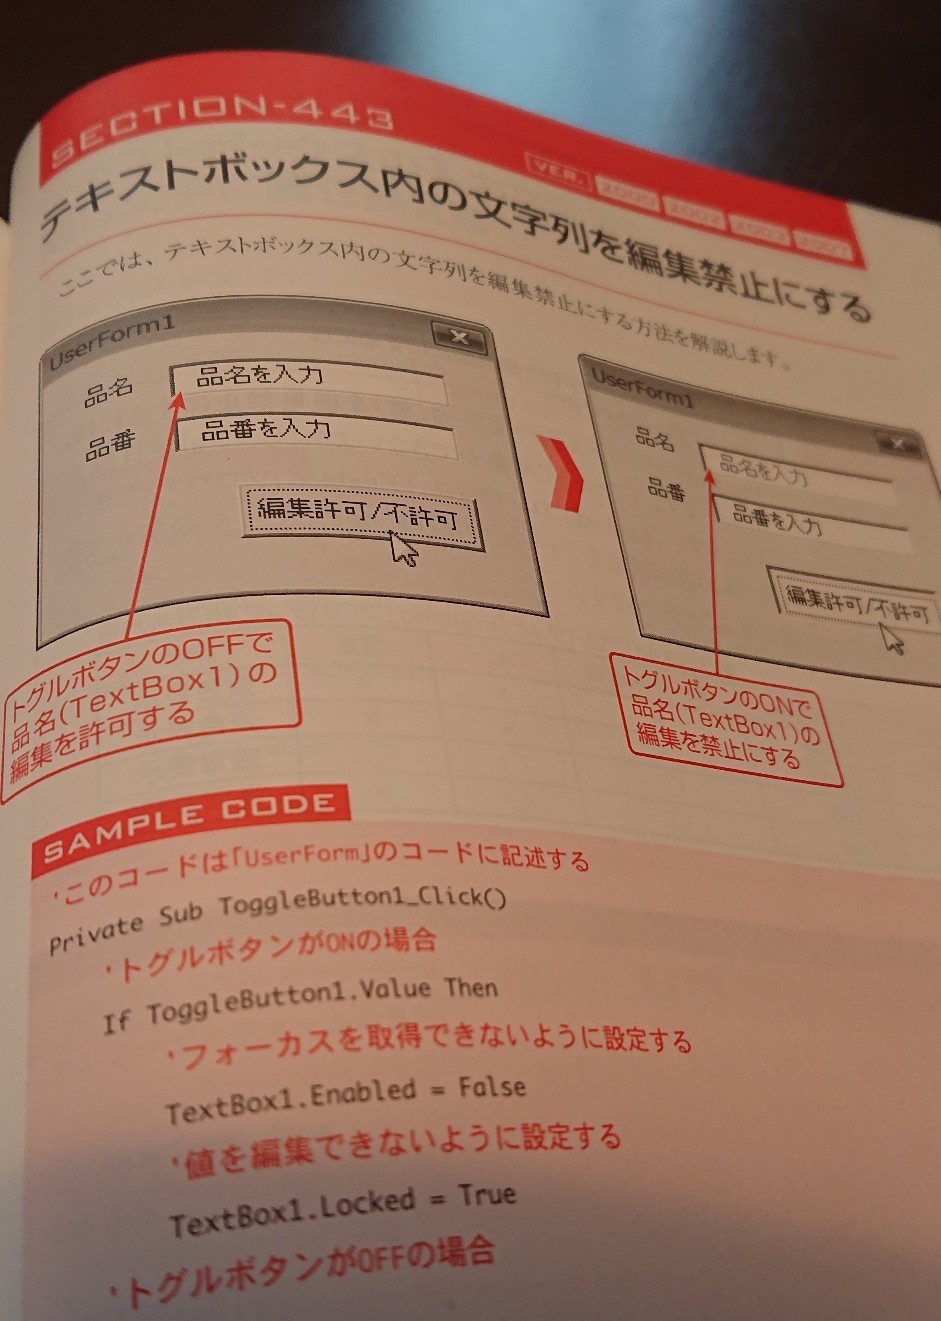 SECTION-443
VER. 2000 2002 2003 2007
テキストボックス内の文字列を編集禁止にする
ここでは、テキストボックス内の文字列を編集禁止にする方法を解説します。
UserForm1
品名 品名を入力
品番 品番を入力
編集許可/不許可
UserForm1
品名 品名を入力
品番 品番を入力
編集許可/不許可
トグルボタンのOFFで
品名(TextBox1)の
編集を許可する
トグルボタンのONで
品名(TextBox1)の
編集を禁止にする
SAMPLE CODE
'このコードは「UserForm」のコードに記述する
Private Sub ToggleButton1_Click()
'トグルボタンがONの場合
If ToggleButton1.Value Then
'フォーカスを取得できないように設定する
TextBox1.Enabled = False
'値を編集できないように設定する
TextBox1.Locked = True
'トグルボタンがOFFの場合